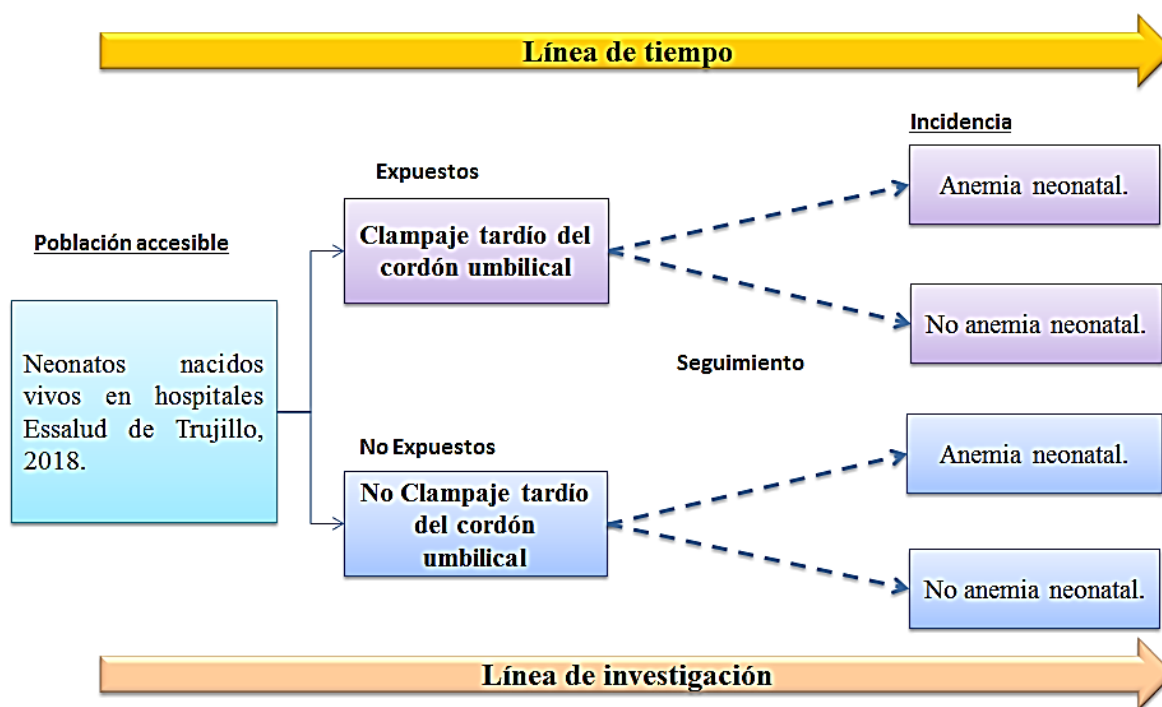 Línea de tiempo
Incidencia
Expuestos
Anemia neonatal.
Clampaje tardío del
cordón umbilical
Población accesible
No anemia neonatal.
Neonatos nacidos
vivos en hospitales
Essalud de Trujillo,
2018.
Seguimiento
No Expuestos
Anemia neonatal.
No Clampaje tardío
del cordón
umbilical
No anemia neonatal.
Línea de investigación